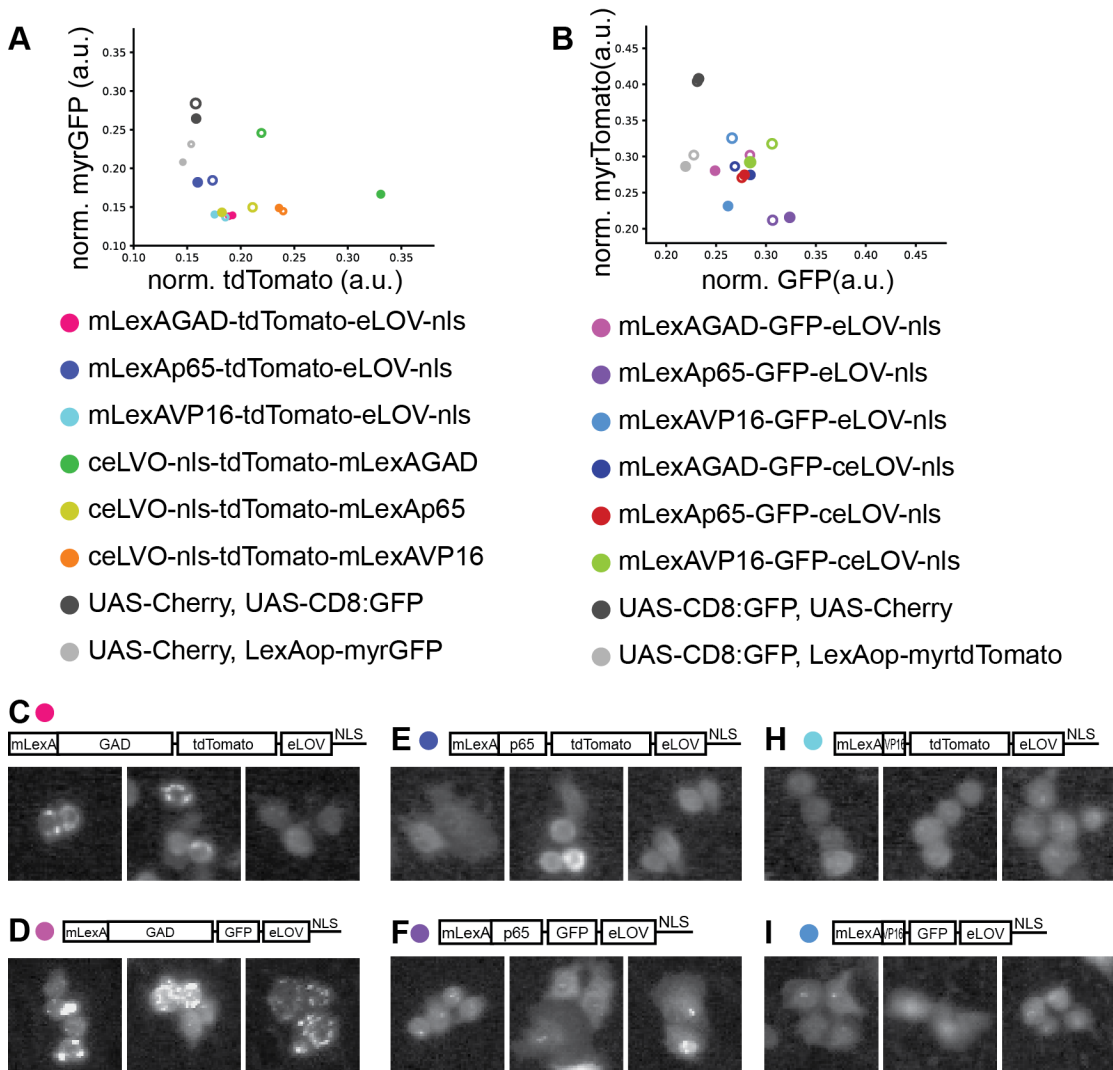 A
norm. myrGFP (a.u.)
0.35
0.30
0.25
0.20
0.15
0.10
0.10 0.15 0.20 0.25 0.30 0.35
norm. tdTomato (a.u.)
mLexAGAD-tdTomato-eLOV-nls
mLexAp65-tdTomato-eLOV-nls
mLexAVP16-tdTomato-eLOV-nls
ceLVO-nls-tdTomato-mLexAGAD
ceLVO-nls-tdTomato-mLexAp65
ceLVO-nls-tdTomato-mLexAVP16
UAS-Cherry, UAS-CD8:GFP
UAS-Cherry, LexAop-myrGFP
B
norm. myrTomato(a.u.)
0.45
0.40
0.35
0.30
0.25
0.20
0.20 0.25 0.30 0.35 0.40 0.45
norm. GFP(a.u.)
mLexAGAD-GFP-eLOV-nls
mLexAp65-GFP-eLOV-nls
mLexAVP16-GFP-eLOV-nls
mLexAGAD-GFP-ceLOV-nls
mLexAp65-GFP-ceLOV-nls
mLexAVP16-GFP-ceLOV-nls
UAS-CD8:GFP, UAS-Cherry
UAS-CD8:GFP, LexAop-myrtdTomato
C
mLexA GAD tdTomato eLOV NLS
E
mLexA p65 tdTomato eLOV NLS
H
mLexA VP16 tdTomato eLOV NLS
D
mLexA GAD GFP eLOV NLS
F
mLexA p65 GFP eLOV NLS
I
mLexA VP16 GFP eLOV NLS